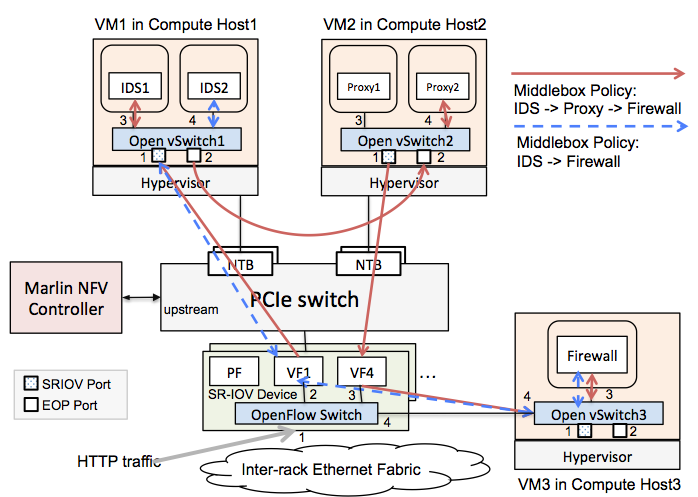 VM1 in Compute Host1
VM2 in Compute Host2
IDS1
IDS2
Proxy1
Proxy2
3
4
3
4
Open vSwitch1
Open vSwitch2
1
2
1
2
Hypervisor
Hypervisor
Middlebox Policy:
IDS -> Proxy -> Firewall
Middlebox Policy:
IDS -> Firewall
NTB
NTB
Marlin NFV
Controller
upstream
PCIe switch
PF
VF1
VF4
...
SR-IOV Device
2
3
OpenFlow Switch
4
1
SRIOV Port
EOP Port
HTTP traffic
Inter-rack Ethernet Fabric
Firewall
4
3
Open vSwitch3
1
2
Hypervisor
VM3 in Compute Host3